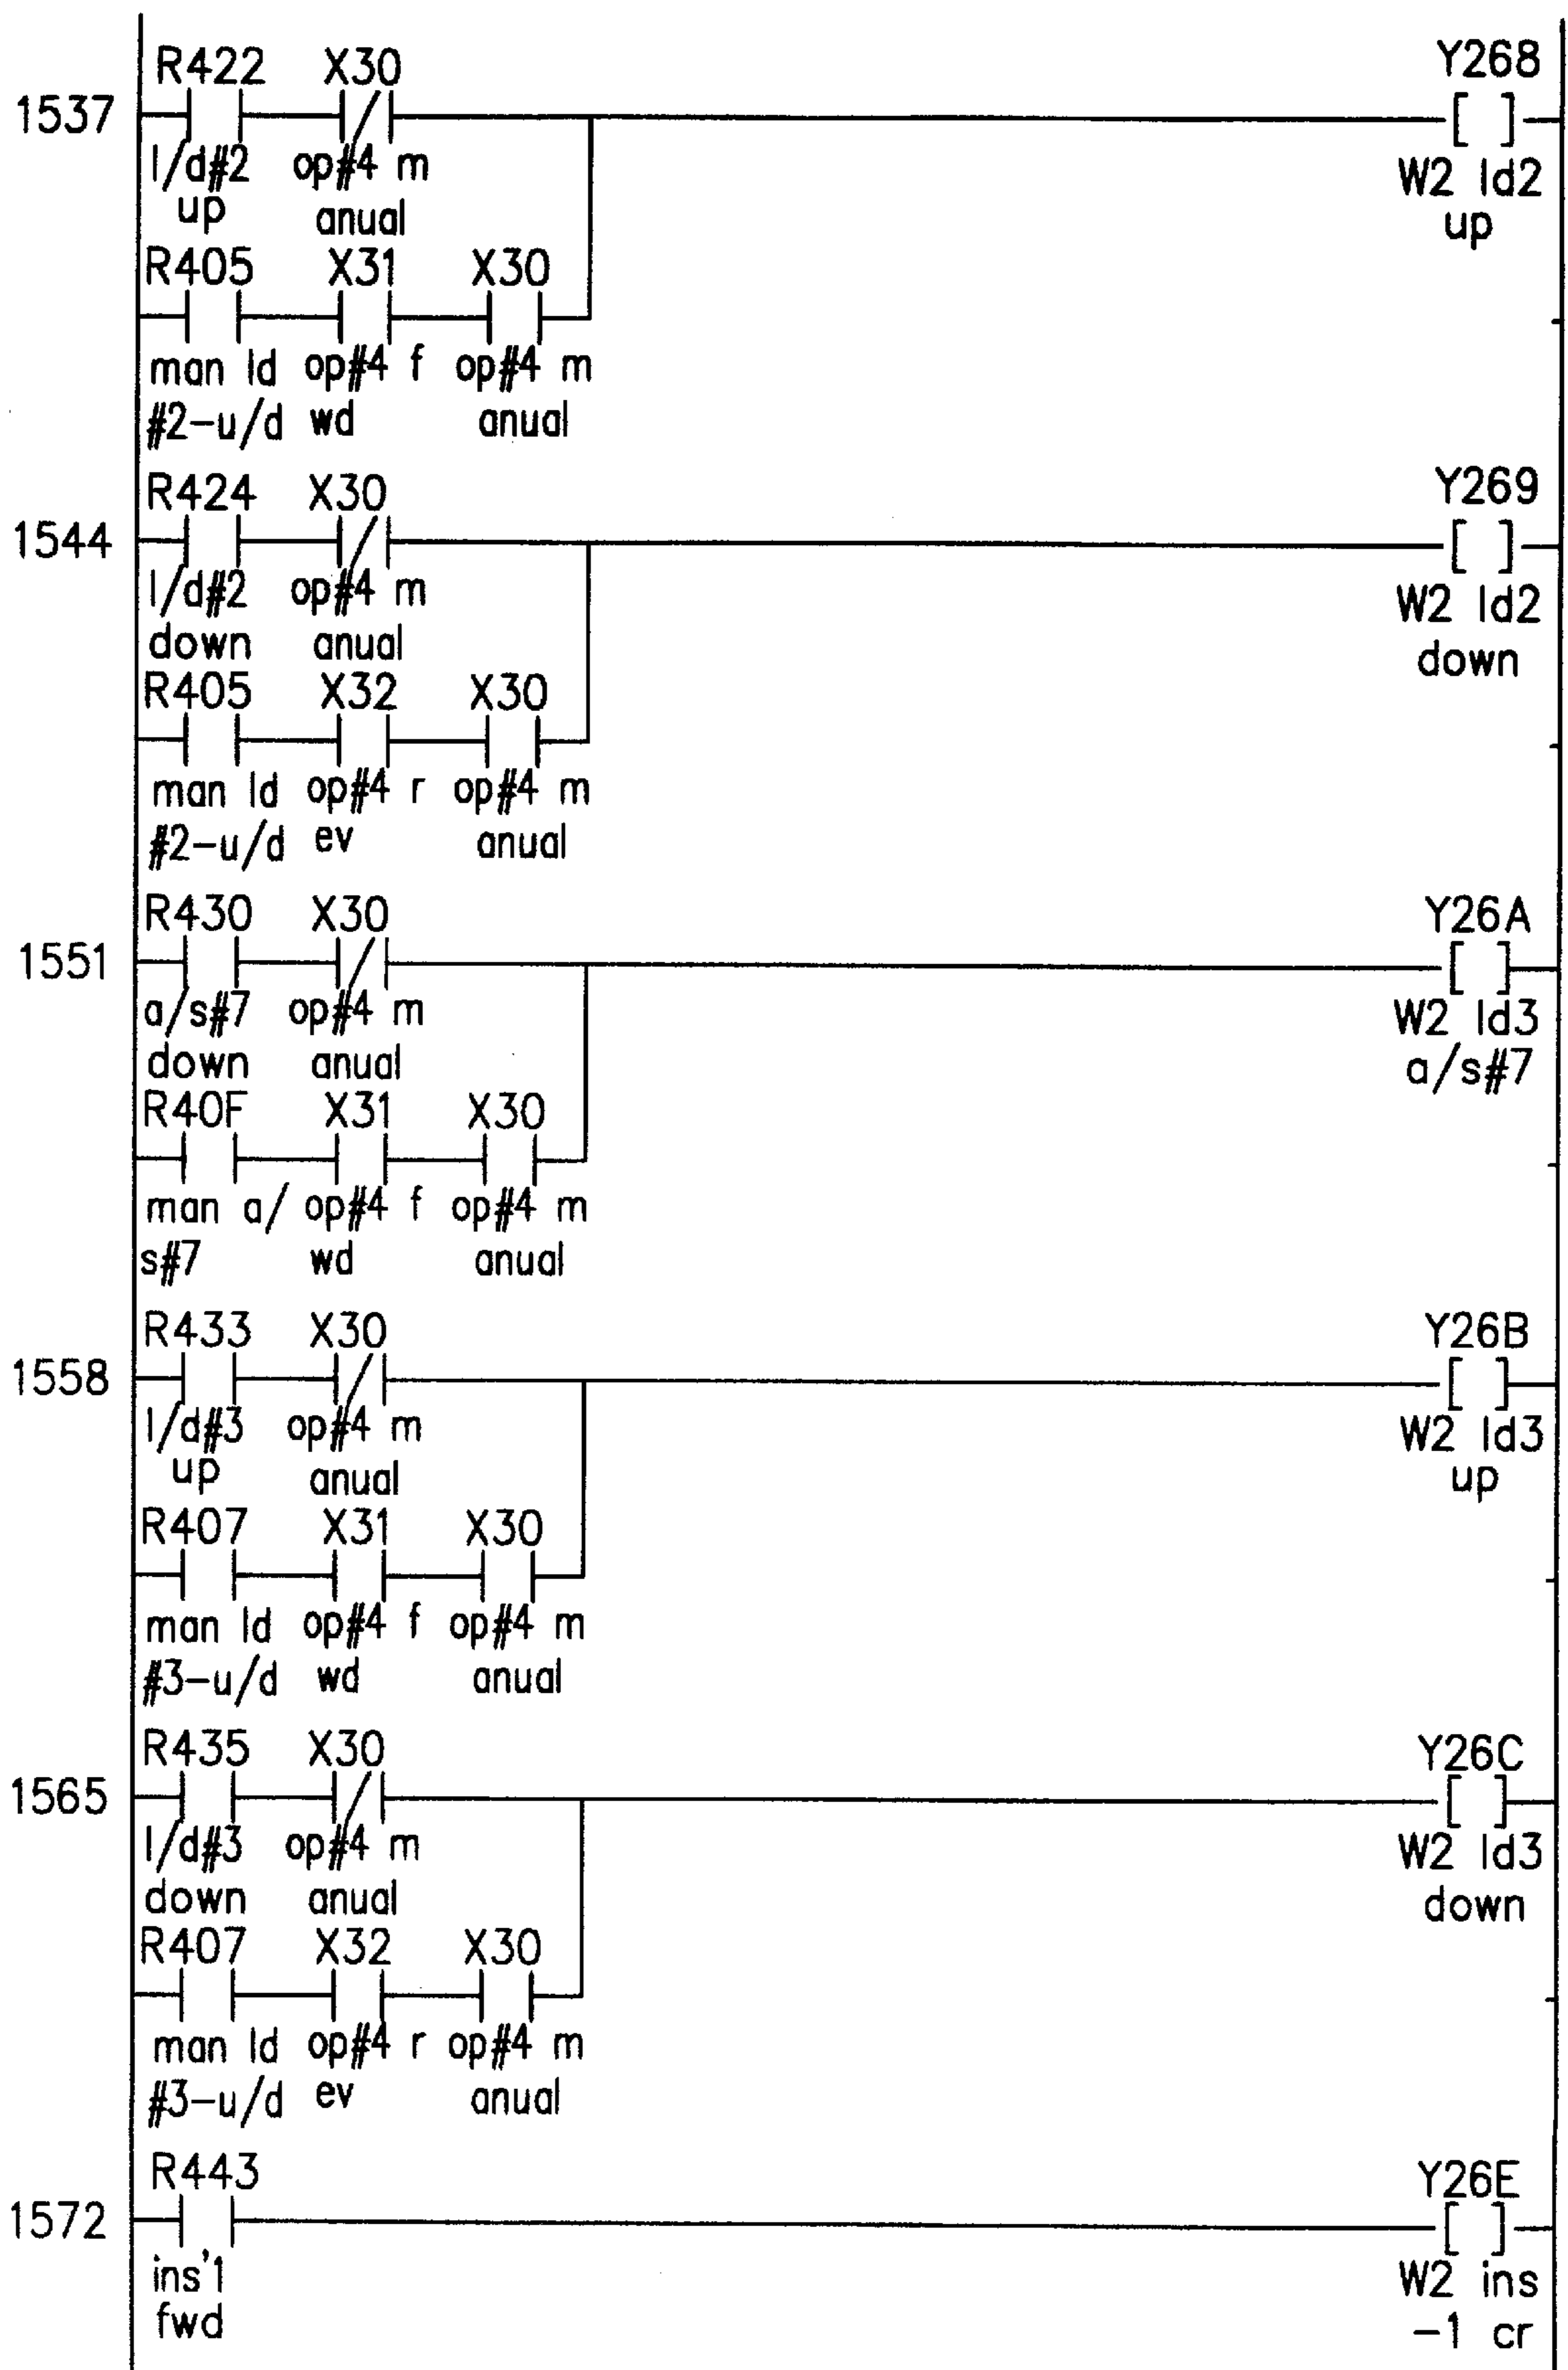 R422 X30 Y268
1537
l/d#2 op#4 m W2 ld2
up anual up
R405 X31 X30
man ld op#4 f op#4 m
#2-u/d wd anual
R424 X30 Y269
1544
l/d#2 op#4 m W2 ld2
down anual down
R405 X32 X30
man ld op#4 r op#4 m
#2-u/d ev anual
R430 X30 Y26A
1551
a/s#7 op#4 m W2 ld3
down anual a/s#7
R40F X31 X30
man a/ op#4 f op#4 m
s#7 wd anual
R433 X30 Y26B
1558
l/d#3 op#4 m W2 ld3
up anual up
R407 X31 X30
man ld op#4 f op#4 m
#3-u/d wd anual
R435 X30 Y26C
1565
l/d#3 op#4 m W2 ld3
down anual down
R407 X32 X30
man ld op#4 r op#4 m
#3-u/d ev anual
R443 Y26E
1572
ins'1 W2 ins
fwd -1 cr